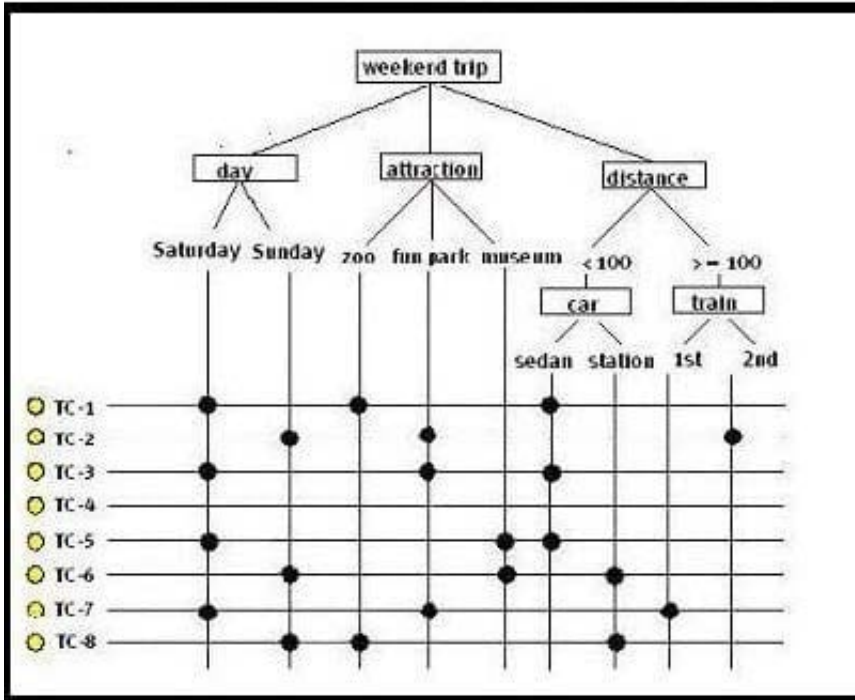 weekend trip
day attraction distance
Saturday Sunday zoo fun park museum < 100 >= 100
car train
sedan station 1st 2nd
TC-1
TC-2
TC-3
TC-4
TC-5
TC-6
TC-7
TC-8